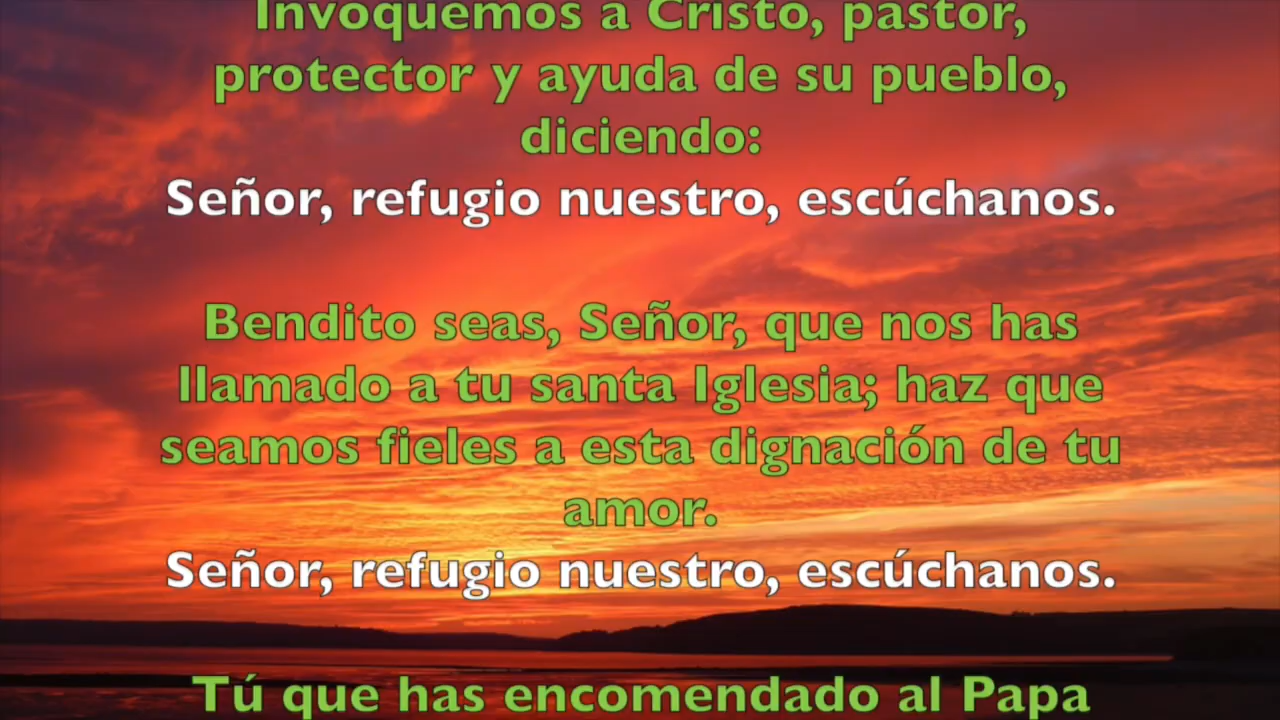 Invoquemos a Cristo, pastor,
protector y ayuda de su pueblo,
diciendo:
Señor, refugio nuestro, escúchanos.
Bendito seas, Señor, que nos has
llamado a tu santa Iglesia; haz que
seamos fieles a esta dignación de tu
amor.
Señor, refugio nuestro, escúchanos.
Tú que has encomendado al Papa